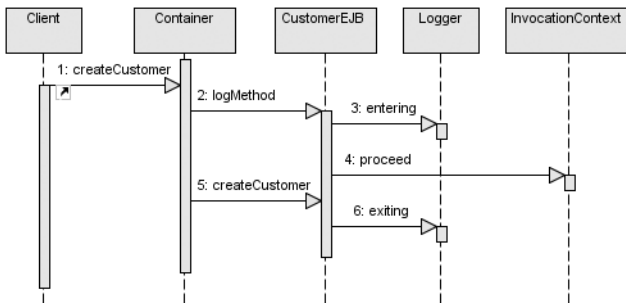 Client
Container
CustomerEJB
Logger
InvocationContext
1: createCustomer
2: logMethod
3: entering
4: proceed
5: createCustomer
6: exiting